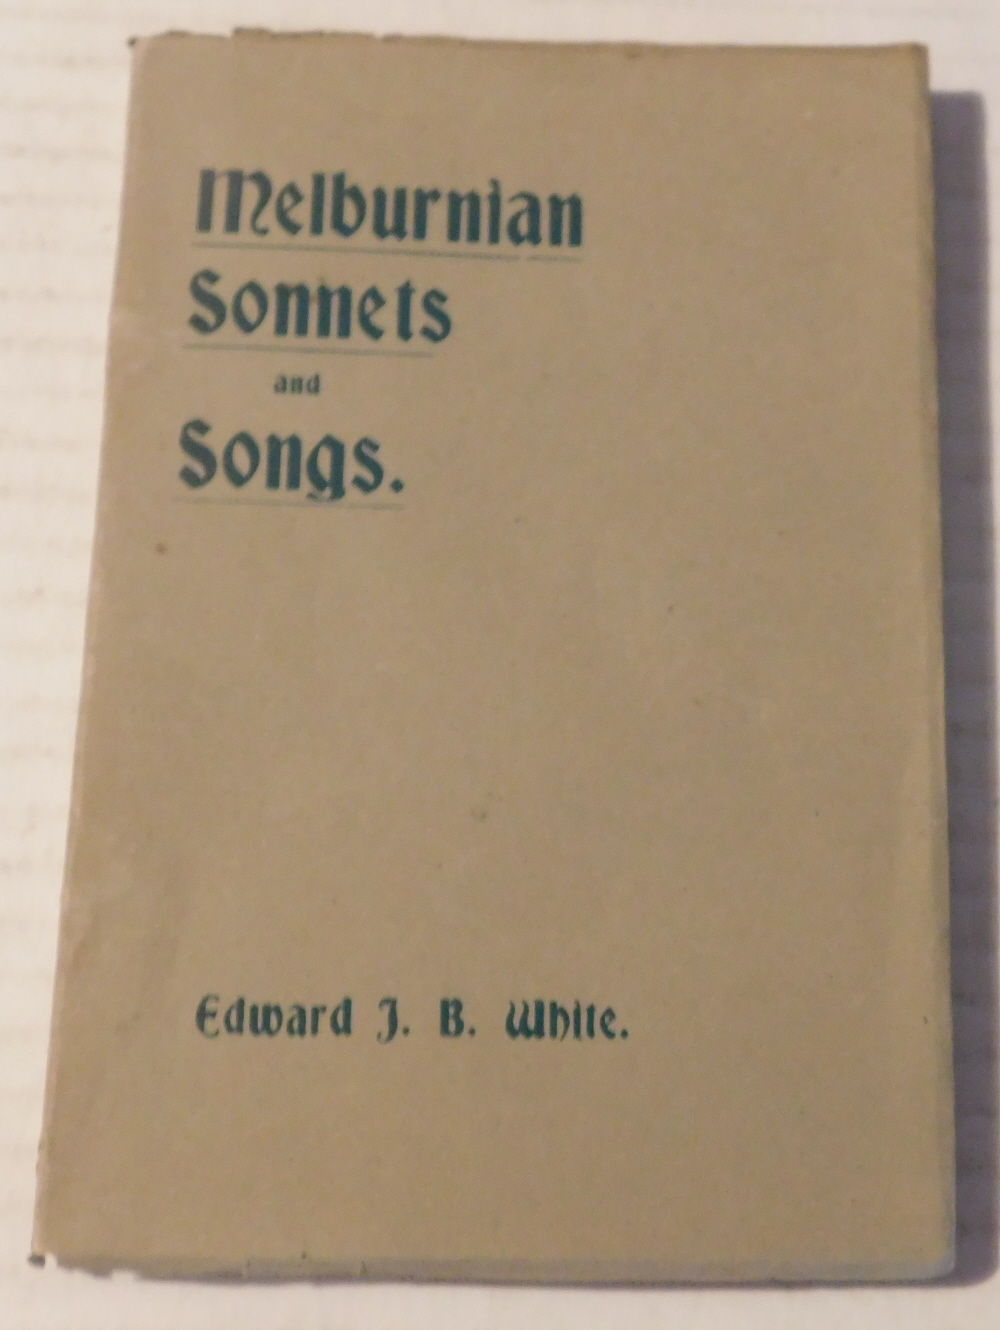 Melburnian
Sonnets
and
Songs.
Edward J. B. White.